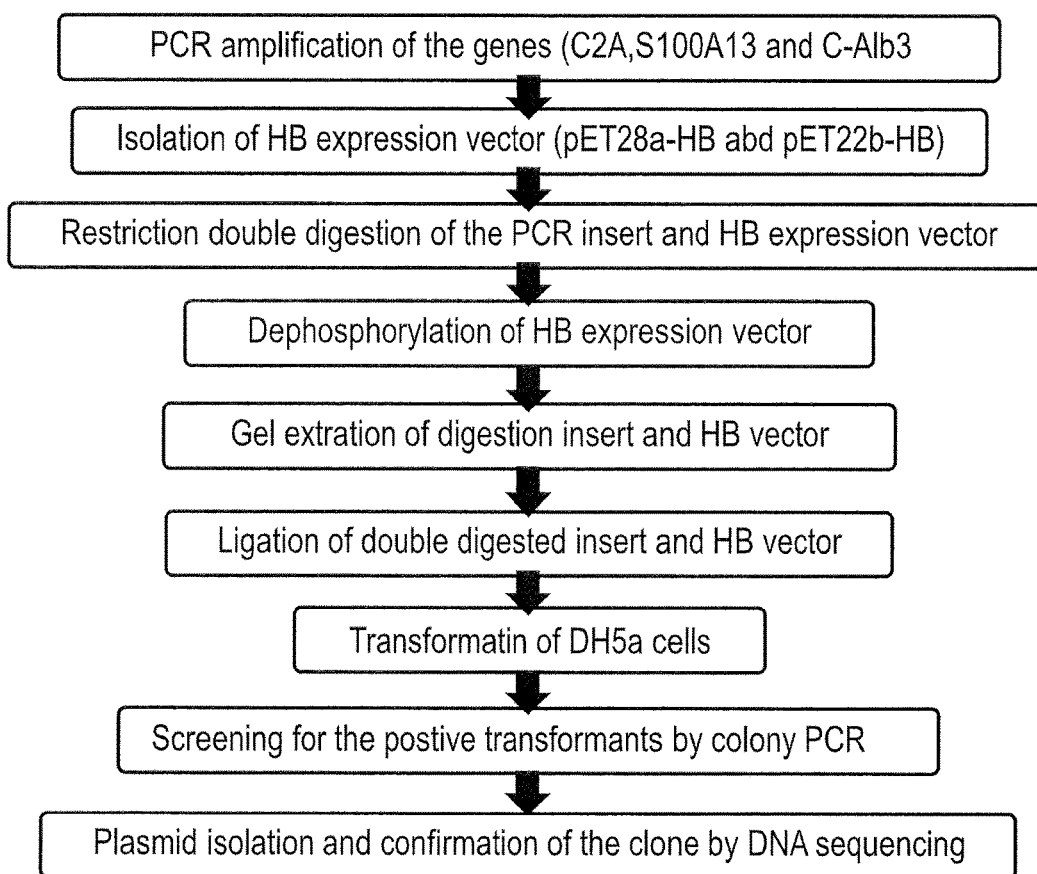 PCR amplification of the genes (C2A,S100A13 and C-Alb3
Isolation of HB expression vector (pET28a-HB abd pET22b-HB)
Restriction double digestion of the PCR insert and HB expression vector
Dephosphorylation of HB expression vector
Gel extration of digestion insert and HB vector
Ligation of double digested insert and HB vector
Transformatin of DH5a cells
Screening for the postive transformants by colony PCR
Plasmid isolation and confirmation of the clone by DNA sequencing